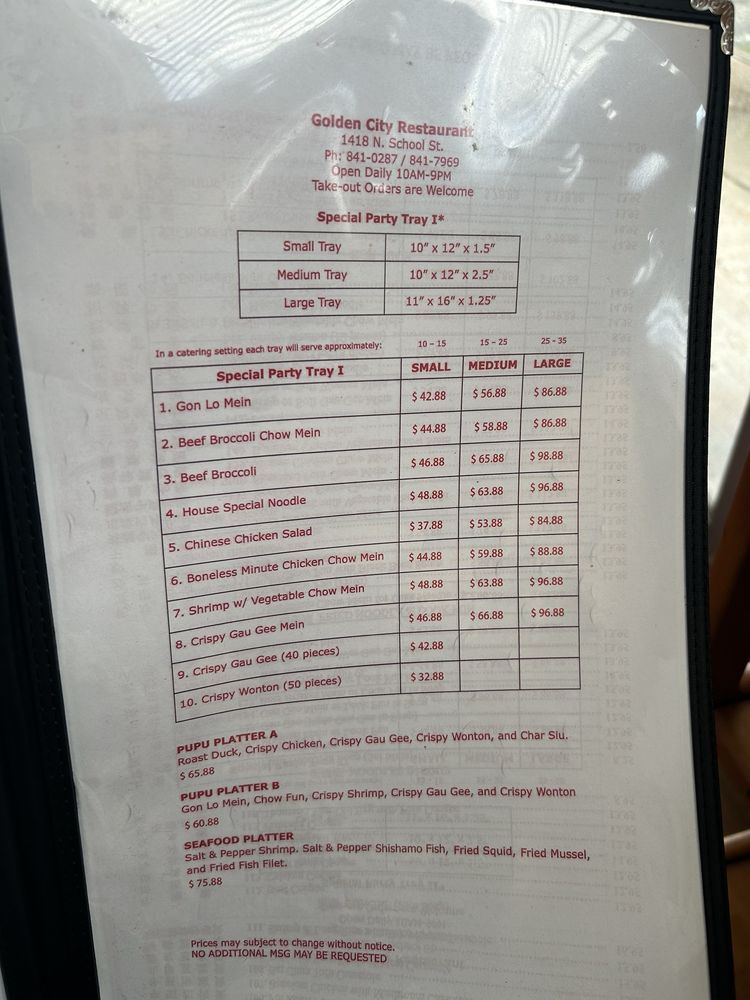 Golden City Restaurant
1418 N. School St.
Ph: 841-0287 / 841-7969
Open Daily 10AM-9PM
Take-out Orders are Welcome
Special Party Tray I*
Small Tray 10" x 12" x 1.5"
Medium Tray 10" x 12" x 2.5"
Large Tray 11" x 16" x 1.25"
In a catering setting each tray will serve approximately: 10 - 15 15 - 25 25 - 35
Special Party Tray I SMALL MEDIUM LARGE
1. Gon Lo Mein $ 42.88 $ 56.88 $ 86.88
2. Beef Broccoli Chow Mein $ 44.88 $ 58.88 $ 86.88
3. Beef Broccoli $ 46.88 $ 65.88 $ 98.88
4. House Special Noodle $ 48.88 $ 63.88 $ 96.88
5. Chinese Chicken Salad $ 37.88 $ 53.88 $ 84.88
6. Boneless Minute Chicken Chow Mein $ 44.88 $ 59.88 $ 88.88
7. Shrimp w/ Vegetable Chow Mein $ 48.88 $ 63.88 $ 96.88
8. Crispy Gau Gee Mein $ 46.88 $ 66.88 $ 96.88
9. Crispy Gau Gee (40 pieces) $ 42.88
10. Crispy Wonton (50 pieces) $ 32.88
PUPU PLATTER A
Roast Duck, Crispy Chicken, Crispy Gau Gee, Crispy Wonton, and Char Siu.
$ 65.88
PUPU PLATTER B
Gon Lo Mein, Chow Fun, Crispy Shrimp, Crispy Gau Gee, and Crispy Wonton
$ 60.88
SEAFOOD PLATTER
Salt & Pepper Shrimp. Salt & Pepper Shishamo Fish, Fried Squid, Fried Mussel,
and Fried Fish Filet.
$ 75.88
Prices may subject to change without notice.
NO ADDITIONAL MSG MAY BE REQUESTED